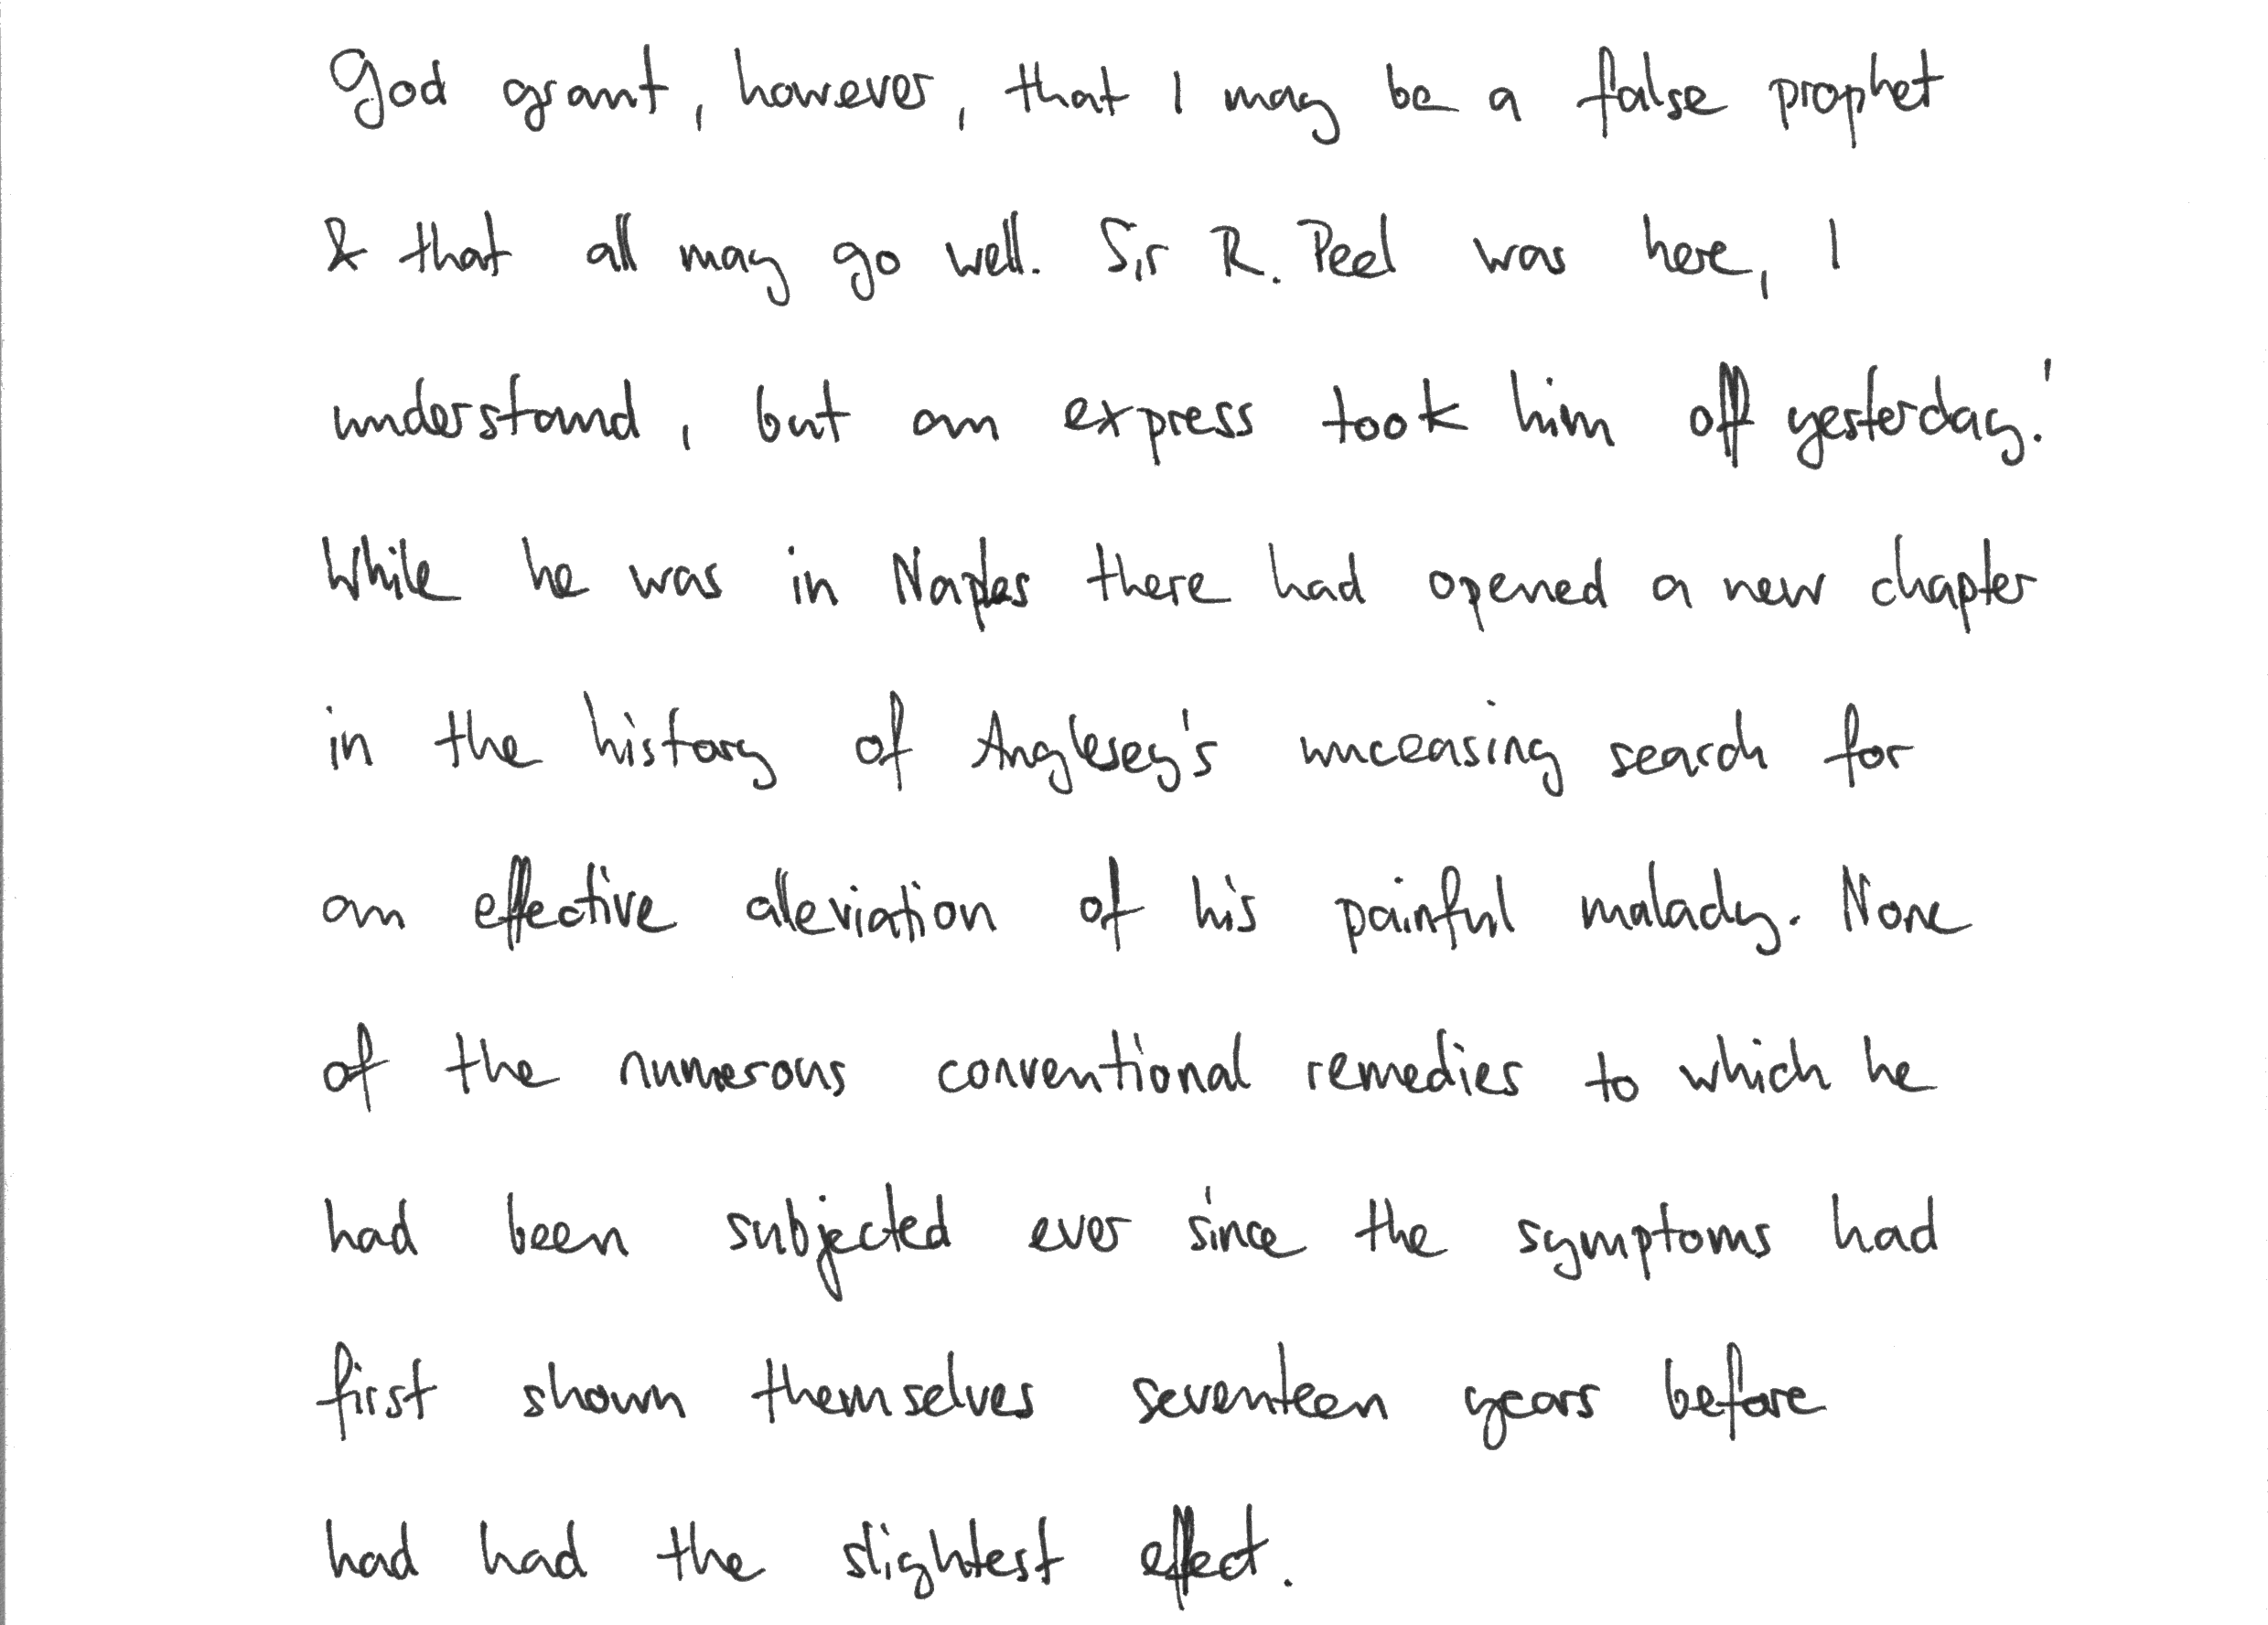 God grant, however, that I may be a false prophet
& that all may go well. Sir R. Peel was here, I
understand, but an express took him off yesterday.'
While he was in Naples there had opened a new chapter
in the history of Anglesey's unceasing search for
an effective alleviation of his painful malady. None
of the numerous conventional remedies to which he
had been subjected ever since the symptoms had
first shown themselves seventeen years before
had had the slightest effect.